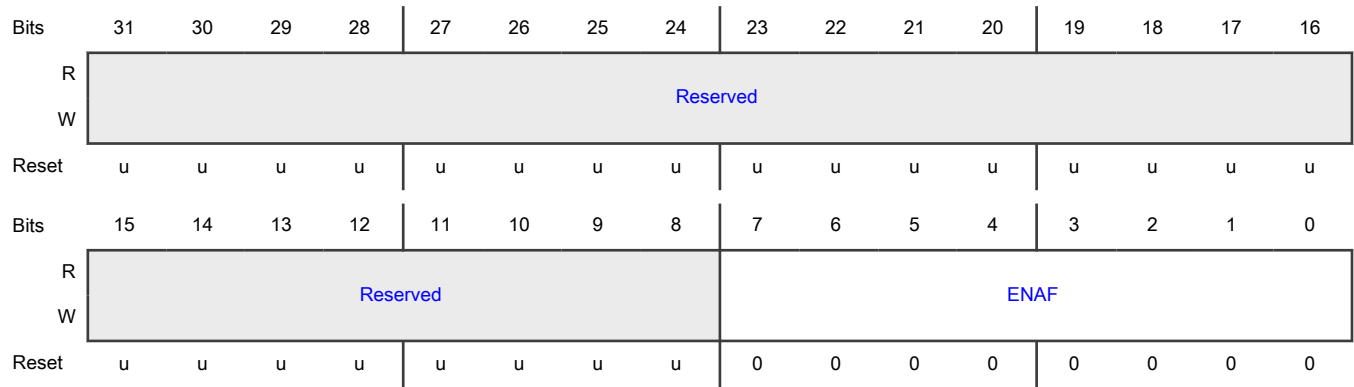 Bits 31 30 29 28 27 26 25 24 23 22 21 20 19 18 17 16
R
Reserved
W
Reset u u u u u u u u u u u u u u u u
Bits 15 14 13 12 11 10 9 8 7 6 5 4 3 2 1 0
R
Reserved ENAF
W
Reset u u u u u u u u 0 0 0 0 0 0 0 0